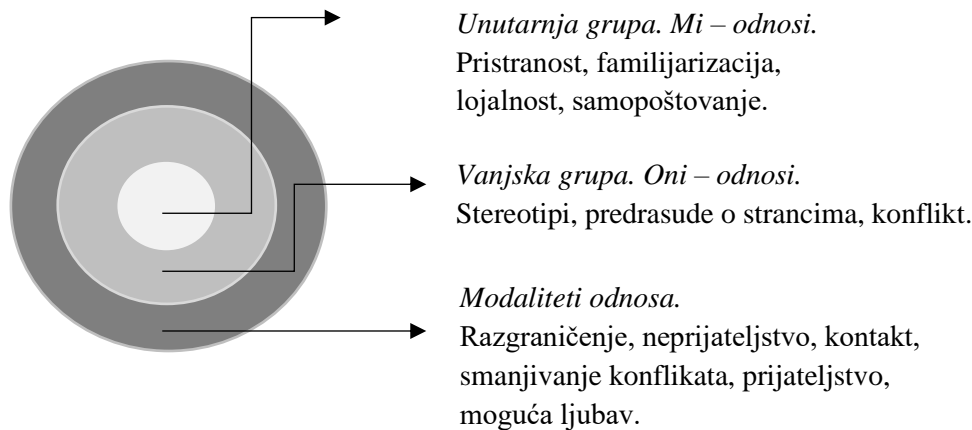 Unutarnja grupa. Mi – odnosi.
Pristranost, familijarizacija,
lojalnost, samopoštovanje.
Vanjska grupa. Oni – odnosi.
Stereotipi, predrasude o strancima, konflikt.
Modaliteti odnosa.
Razgraničenje, neprijateljstvo, kontakt,
smanjivanje konflikata, prijateljstvo,
moguća ljubav.